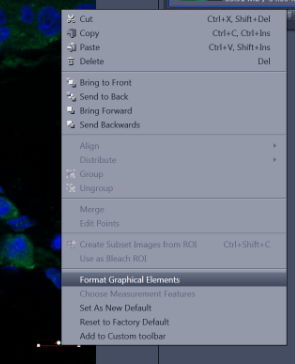 Cut Ctrl+X, Shift+Del
Copy Ctrl+C, Ctrl+Ins
Paste Ctrl+V, Shift+Ins
Delete Del
Bring to Front
Send to Back
Bring Forward
Send Backwards
Align
Distribute
Group
Ungroup
Merge
Edit Points
Create Subset Images from ROI Ctrl+Shift+C
Use as Bleach ROI
Format Graphical Elements
Choose Measurement Features
Set As New Default
Reset to Factory Default
Add to Custom toolbar